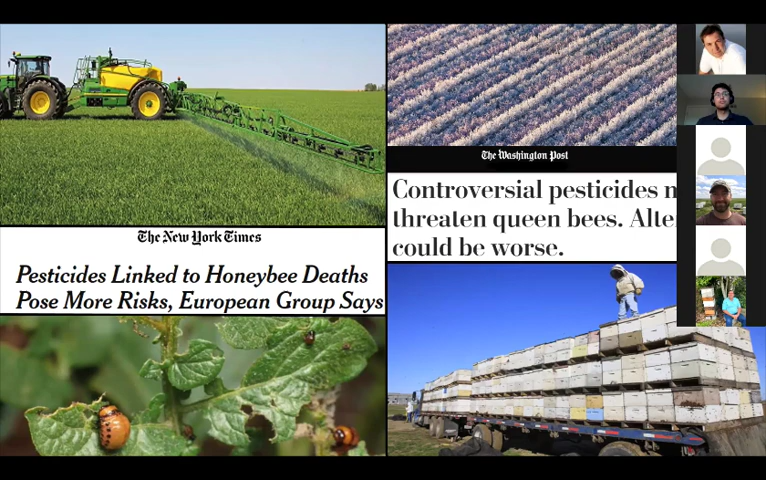 The New York Times
Pesticides Linked to Honeybee Deaths
Pose More Risks, European Group Says
The Washington Post
Controversial pesticides
threaten queen bees.
could be worse.